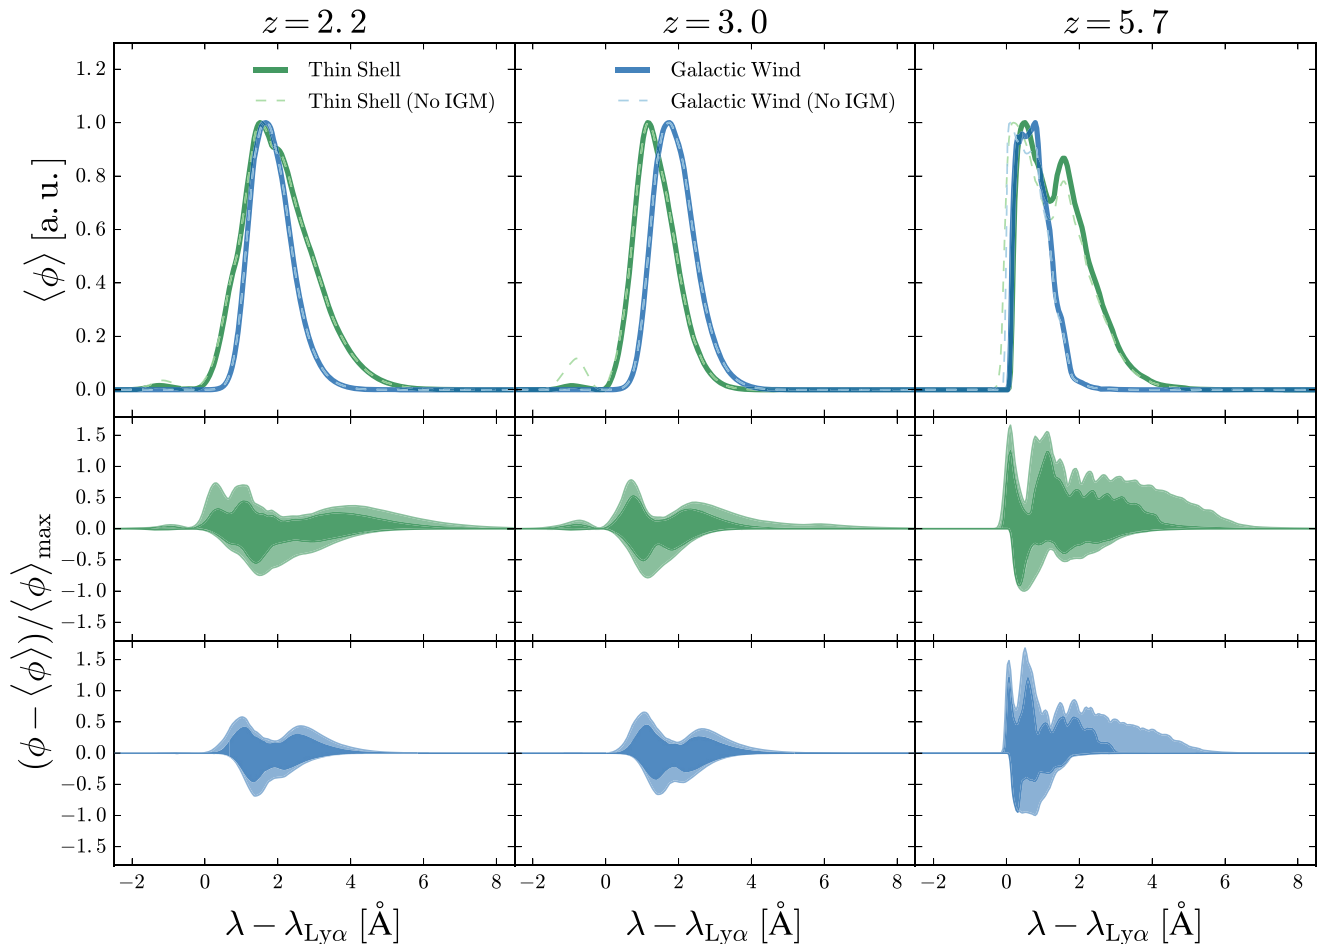 z = 2.2 z = 3.0 z = 5.7
Thin Shell
Thin Shell (No IGM)
Galactic Wind
Galactic Wind (No IGM)
⟨ϕ⟩ [a.u.]
1.2
1.0
0.8
0.6
0.4
0.2
0.0
(ϕ − ⟨ϕ⟩)/⟨ϕ⟩max
1.5
1.0
0.5
0.0
−0.5
−1.0
−1.5
1.5
1.0
0.5
0.0
−0.5
−1.0
−1.5
−2 0 2 4 6 8 −2 0 2 4 6 8 −2 0 2 4 6 8
λ − λLyα [Å] λ − λLyα [Å] λ − λLyα [Å]